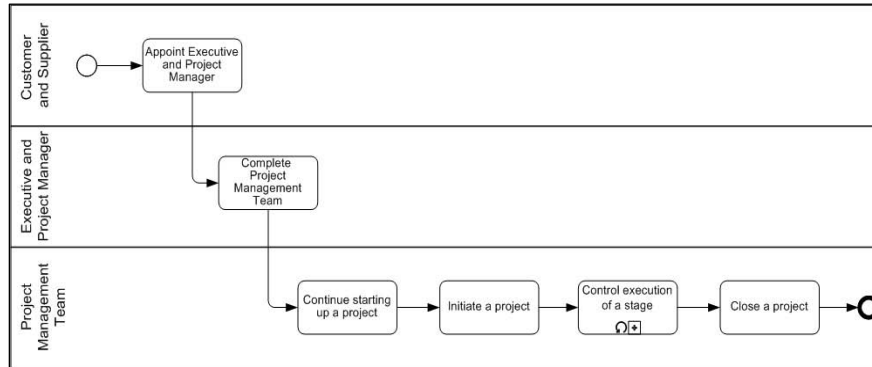 Customer
and Supplier
Appoint Executive
and Project
Manager
Executive and
Project Manager
Complete
Project
Management
Team
Project
Management
Team
Continue starting
up a project
Initiate a project
Control execution
of a stage
Close a project